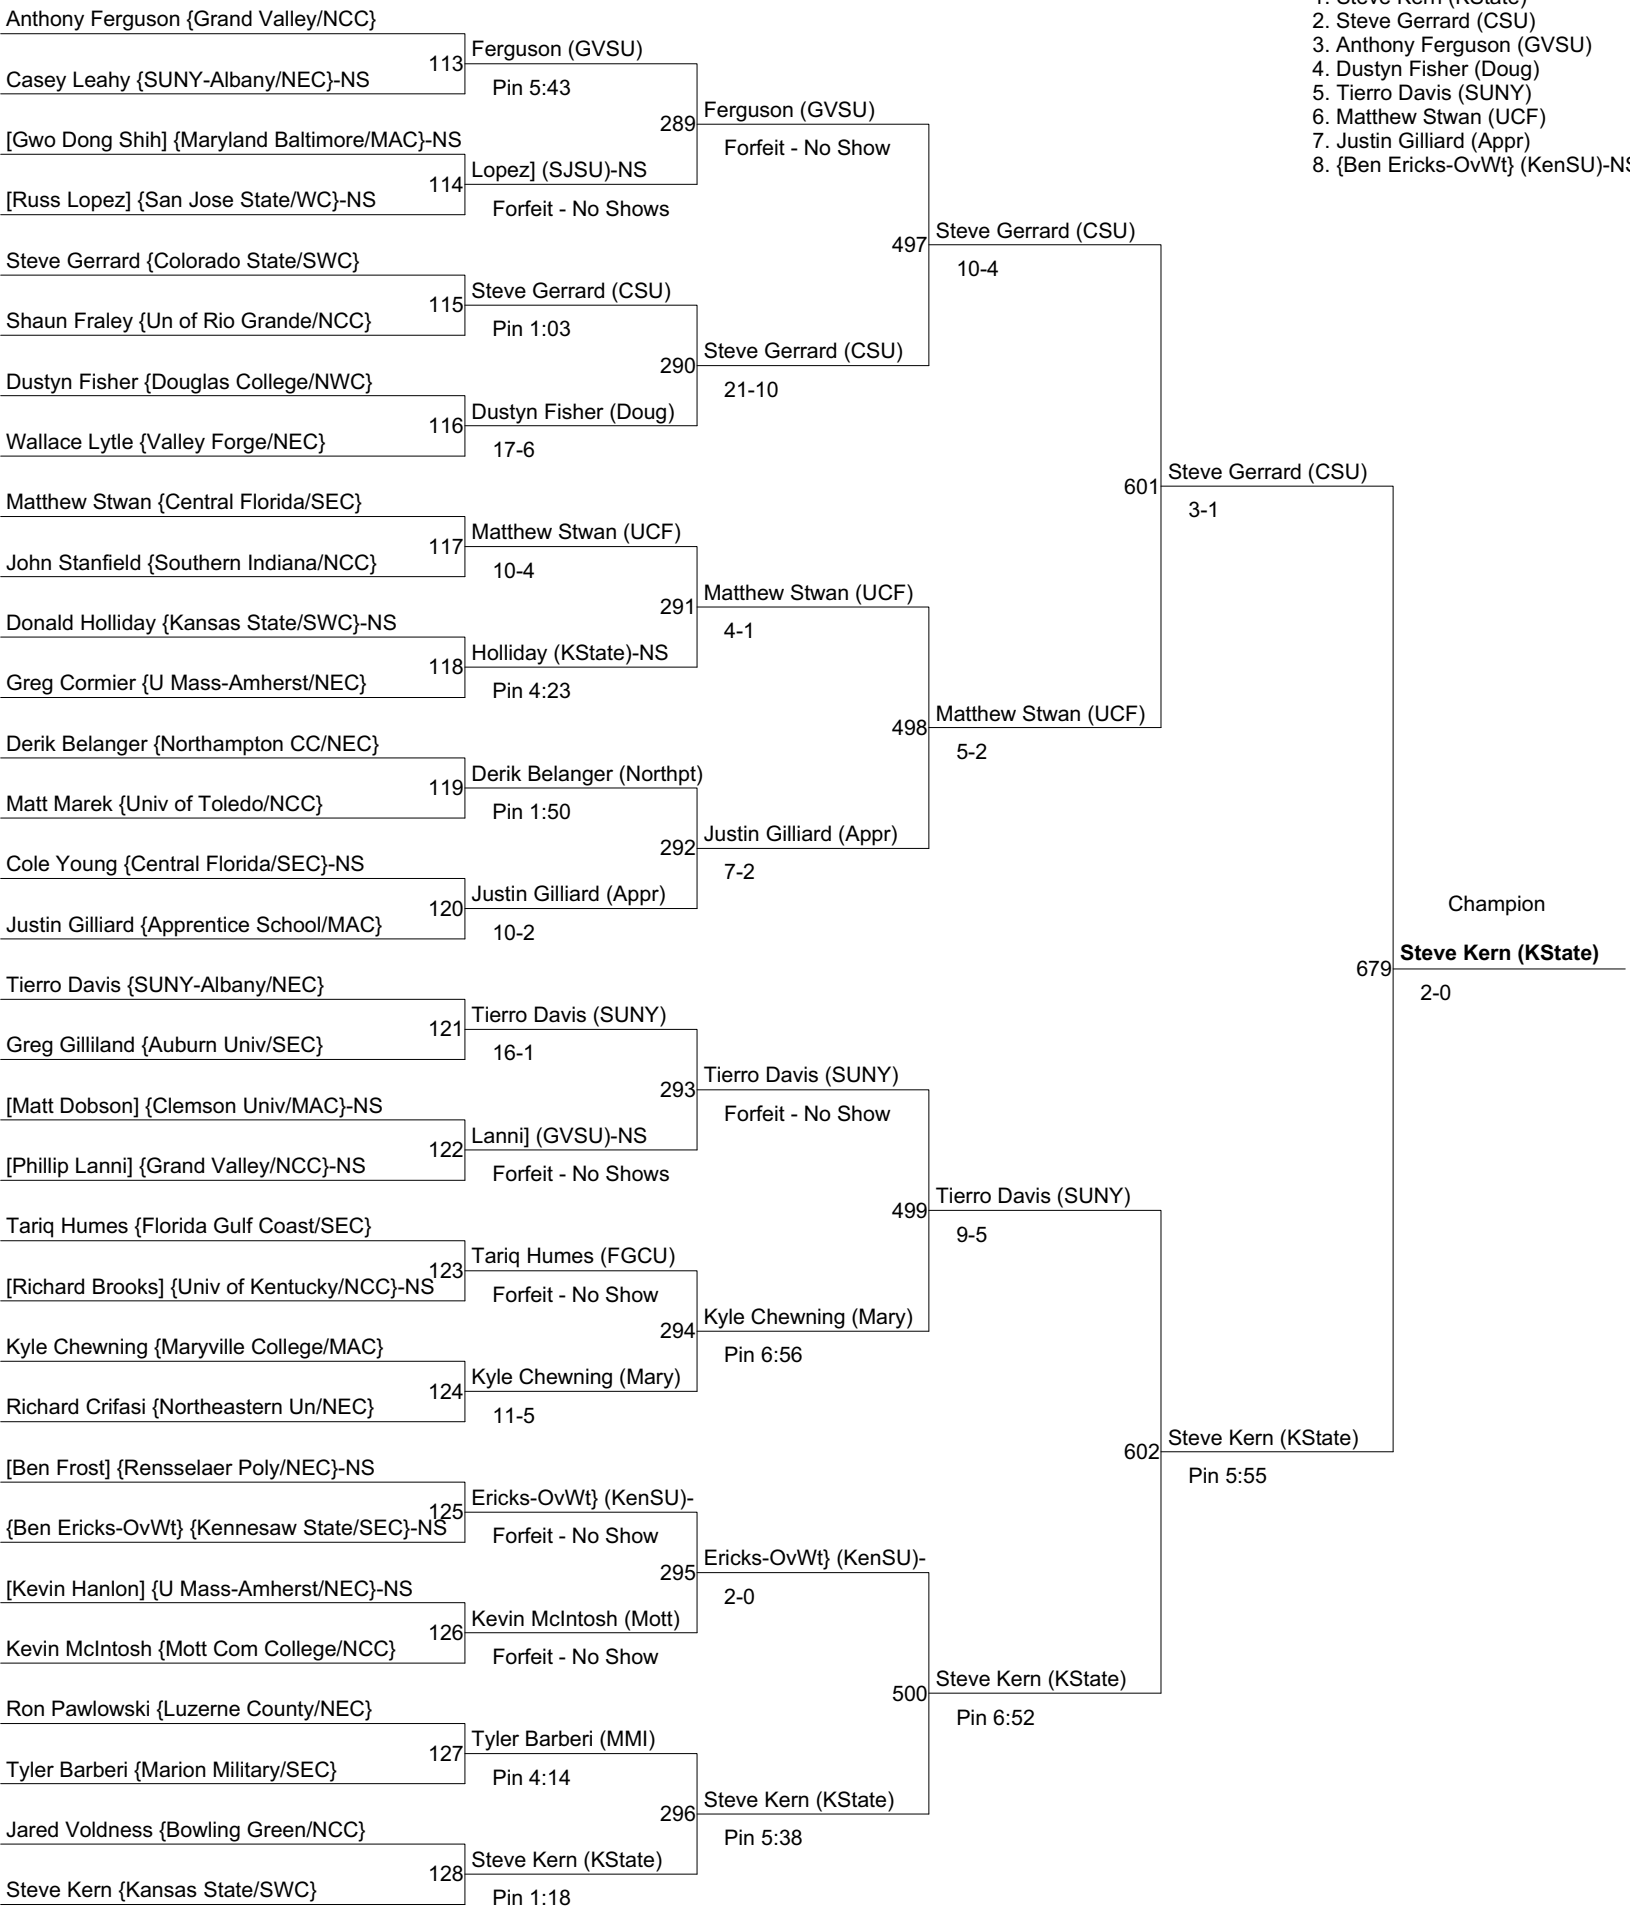 Anthony Ferguson {Grand Valley/NCC}
113
Casey Leahy {SUNY-Albany/NEC}-NS
[Gwo Dong Shih] {Maryland Baltimore/MAC}-NS
114
[Russ Lopez] {San Jose State/WC}-NS
Steve Gerrard {Colorado State/SWC}
115
Shaun Fraley {Un of Rio Grande/NCC}
Dustyn Fisher {Douglas College/NWC}
116
Wallace Lytle {Valley Forge/NEC}
Matthew Stwan {Central Florida/SEC}
117
John Stanfield {Southern Indiana/NCC}
Donald Holliday {Kansas State/SWC}-NS
118
Greg Cormier {U Mass-Amherst/NEC}
Derik Belanger {Northampton CC/NEC}
119
Matt Marek {Univ of Toledo/NCC}
Cole Young {Central Florida/SEC}-NS
120
Justin Gilliard {Apprentice School/MAC}
Tierro Davis {SUNY-Albany/NEC}
121
Greg Gilliland {Auburn Univ/SEC}
[Matt Dobson] {Clemson Univ/MAC}-NS
122
[Phillip Lanni] {Grand Valley/NCC}-NS
Tariq Humes {Florida Gulf Coast/SEC}
123
[Richard Brooks] {Univ of Kentucky/NCC}-NS
Kyle Chewning {Maryville College/MAC}
124
Richard Crifasi {Northeastern Un/NEC}
[Ben Frost] {Rensselaer Poly/NEC}-NS
125
{Ben Ericks-OvWt} {Kennesaw State/SEC}-NS
[Kevin Hanlon] {U Mass-Amherst/NEC}-NS
126
Kevin McIntosh {Mott Com College/NCC}
Ron Pawlowski {Luzerne County/NEC}
127
Tyler Barberi {Marion Military/SEC}
Jared Voldness {Bowling Green/NCC}
128
Steve Kern {Kansas State/SWC}
Ferguson (GVSU)
Pin 5:43
289
Lopez] (SJSU)-NS
Forfeit - No Shows
Steve Gerrard (CSU)
Pin 1:03
290
Dustyn Fisher (Doug)
17-6
Matthew Stwan (UCF)
10-4
291
Holliday (KState)-NS
Pin 4:23
Derik Belanger (Northpt)
Pin 1:50
292
Justin Gilliard (Appr)
10-2
Tierro Davis (SUNY)
16-1
293
Lanni] (GVSU)-NS
Forfeit - No Shows
Tariq Humes (FGCU)
Forfeit - No Show
294
Kyle Chewning (Mary)
11-5
Ericks-OvWt} (KenSU)-
Forfeit - No Show
295
Kevin McIntosh (Mott)
Forfeit - No Show
Tyler Barberi (MMI)
Pin 4:14
296
Steve Kern (KState)
Pin 1:18
Ferguson (GVSU)
Forfeit - No Show
497
Steve Gerrard (CSU)
21-10
Matthew Stwan (UCF)
4-1
498
Justin Gilliard (Appr)
7-2
Tierro Davis (SUNY)
Forfeit - No Show
499
Kyle Chewning (Mary)
Pin 6:56
Ericks-OvWt} (KenSU)-
2-0
500
Steve Kern (KState)
Pin 5:38
Steve Gerrard (CSU)
10-4
601
Matthew Stwan (UCF)
5-2
Tierro Davis (SUNY)
9-5
602
Steve Kern (KState)
Pin 6:52
Steve Gerrard (CSU)
3-1
679
Steve Kern (KState)
Pin 5:55
Champion
Steve Kern (KState)
2-0
1. Steve Kern (KState)
2. Steve Gerrard (CSU)
3. Anthony Ferguson (GVSU)
4. Dustyn Fisher (Doug)
5. Tierro Davis (SUNY)
6. Matthew Stwan (UCF)
7. Justin Gilliard (Appr)
8. {Ben Ericks-OvWt} (KenSU)-NS